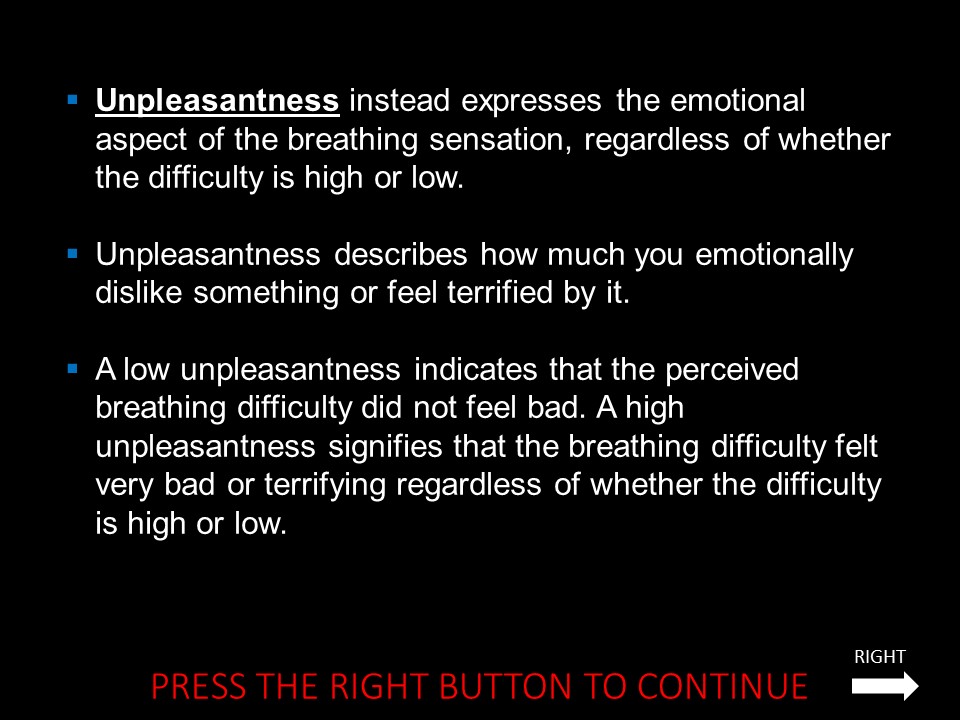 ▪ Unpleasantness instead expresses the emotional
aspect of the breathing sensation, regardless of whether
the difficulty is high or low.
▪ Unpleasantness describes how much you emotionally
dislike something or feel terrified by it.
▪ A low unpleasantness indicates that the perceived
breathing difficulty did not feel bad. A high
unpleasantness signifies that the breathing difficulty felt
very bad or terrifying regardless of whether the difficulty
is high or low.
RIGHT
PRESS THE RIGHT BUTTON TO CONTINUE